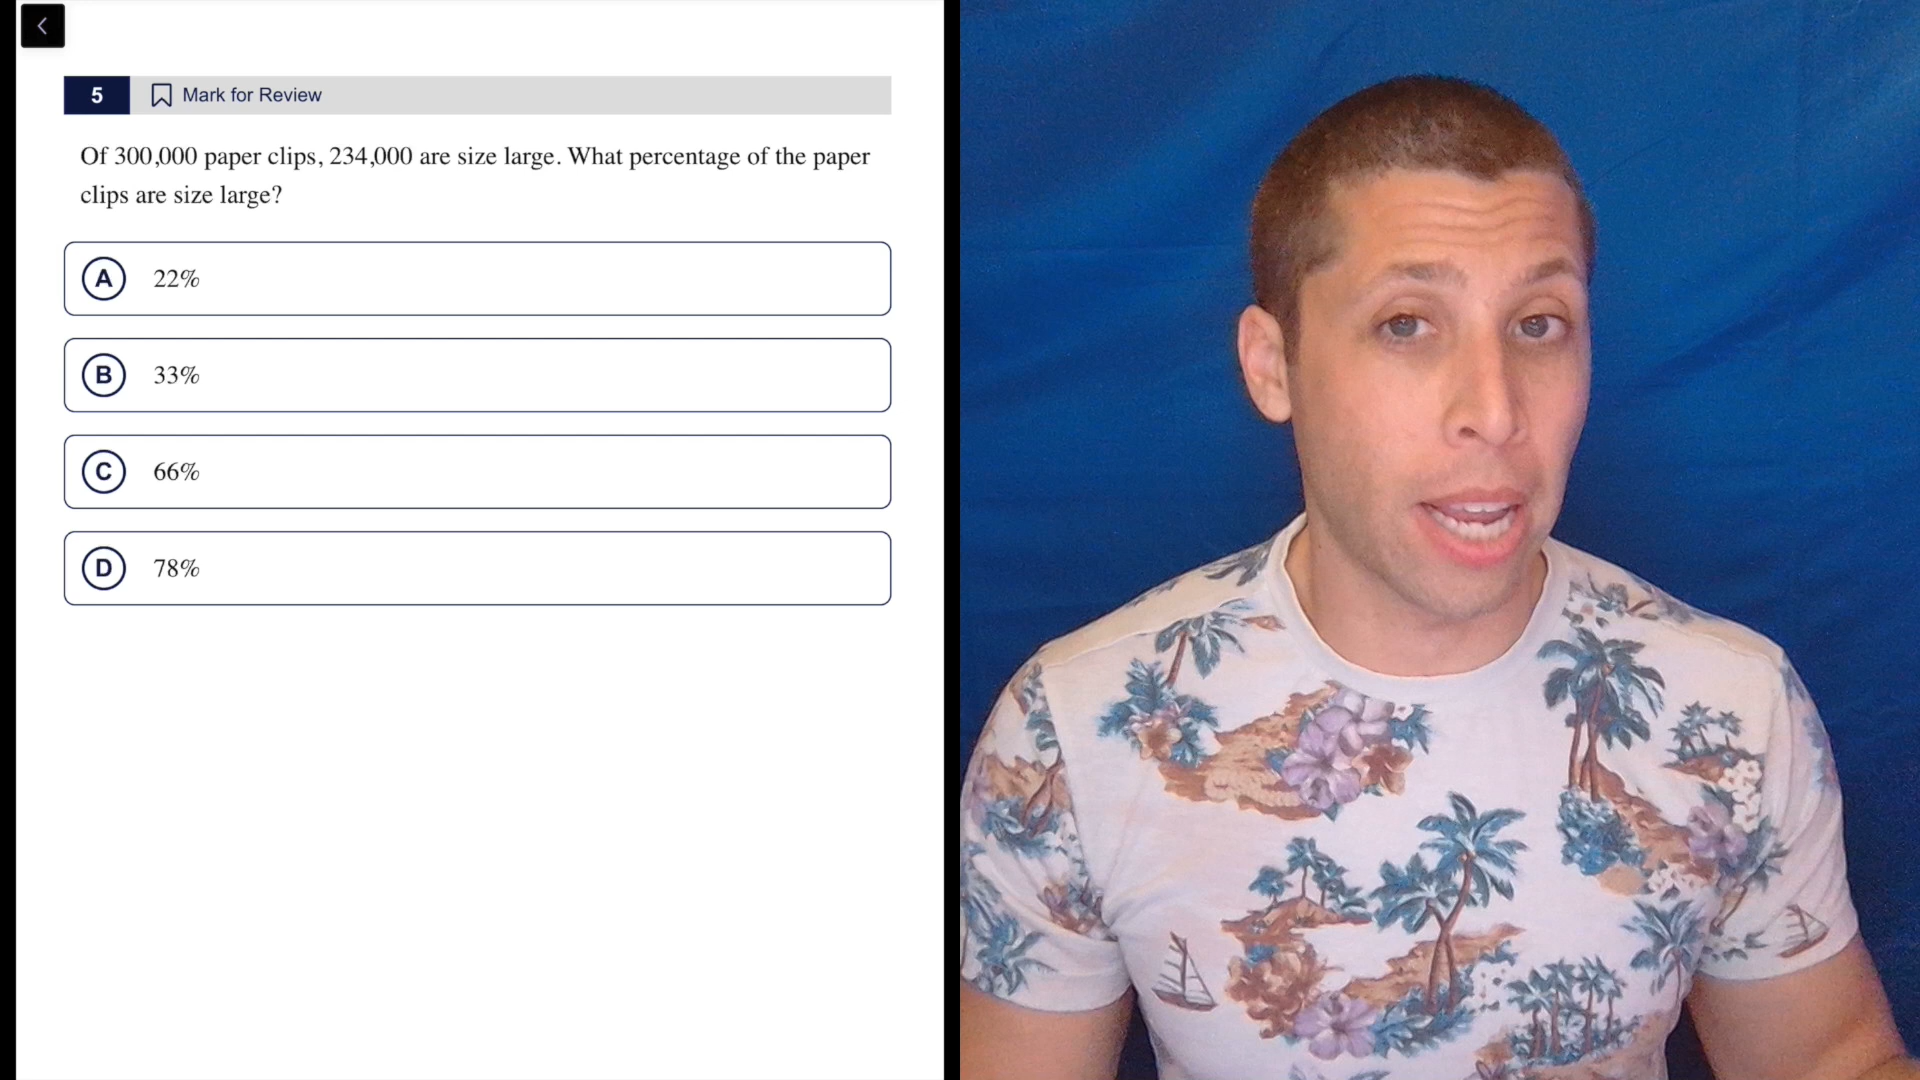 5 Mark for Review
Of 300,000 paper clips, 234,000 are size large. What percentage of the paper
clips are size large?
A 22%
B 33%
C 66%
D 78%